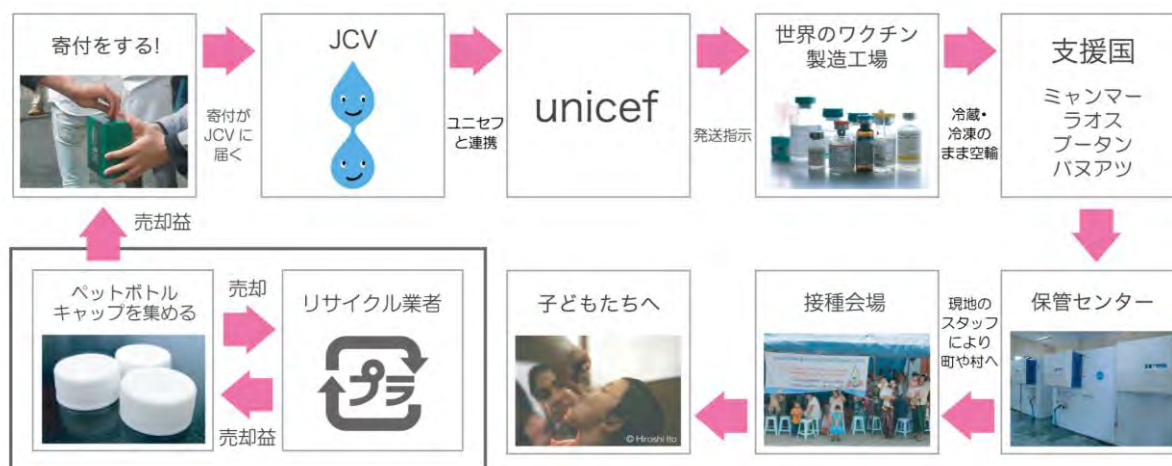 寄付をする!
寄付が
JCVに
届く
JCV
ユニセフ
と連携
unicef
発送指示
世界のワクチン
製造工場
冷蔵・
冷凍の
まま空輸
支援国
ミャンマー
ラオス
ブータン
バヌアツ
売却益
ペットボトル
キャップを集める
売却
売却益
リサイクル業者
プラ
子どもたちへ
© Hiroshi Ito
接種会場
現地の
スタッフ
により
町や村へ
保管センター